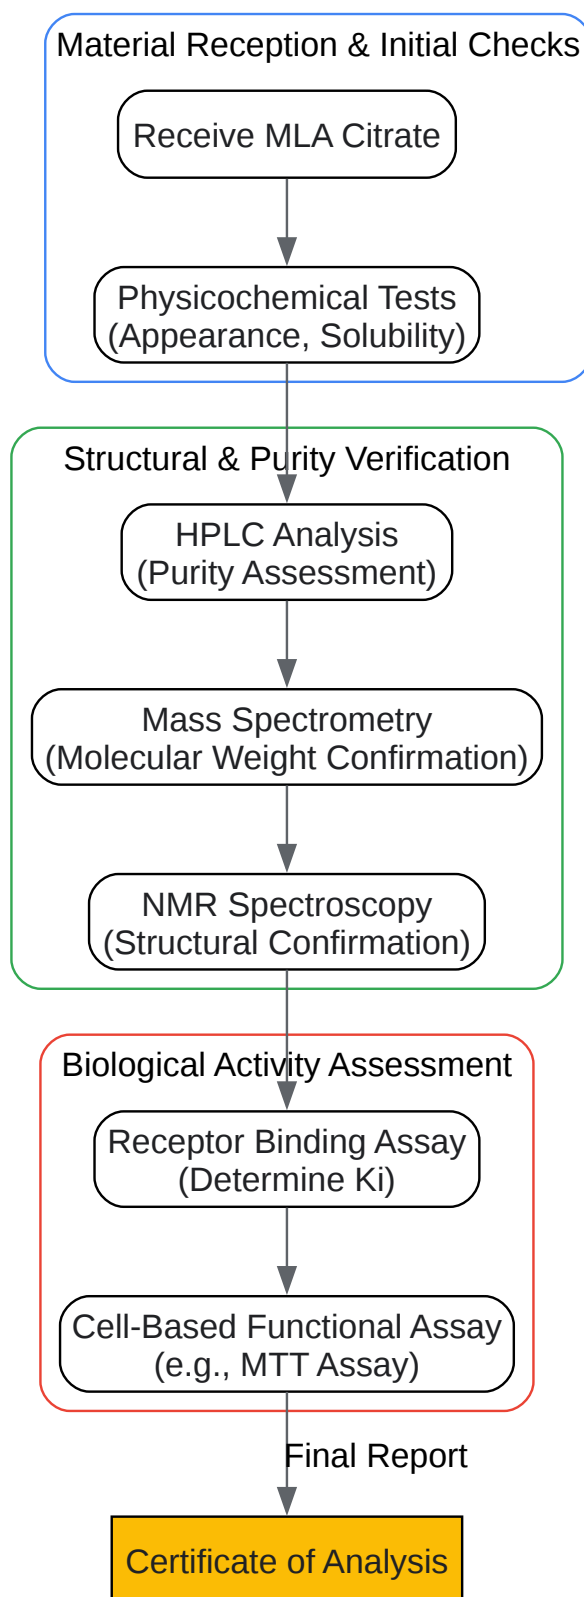 Material Reception & Initial Checks
Receive MLA Citrate
Physicochemical Tests
(Appearance, Solubility)
Structural & Purity Verification
HPLC Analysis
(Purity Assessment)
Mass Spectrometry
(Molecular Weight Confirmation)
NMR Spectroscopy
(Structural Confirmation)
Biological Activity Assessment
Receptor Binding Assay
(Determine Ki)
Cell-Based Functional Assay
(e.g., MTT Assay)
Final Report
Certificate of Analysis